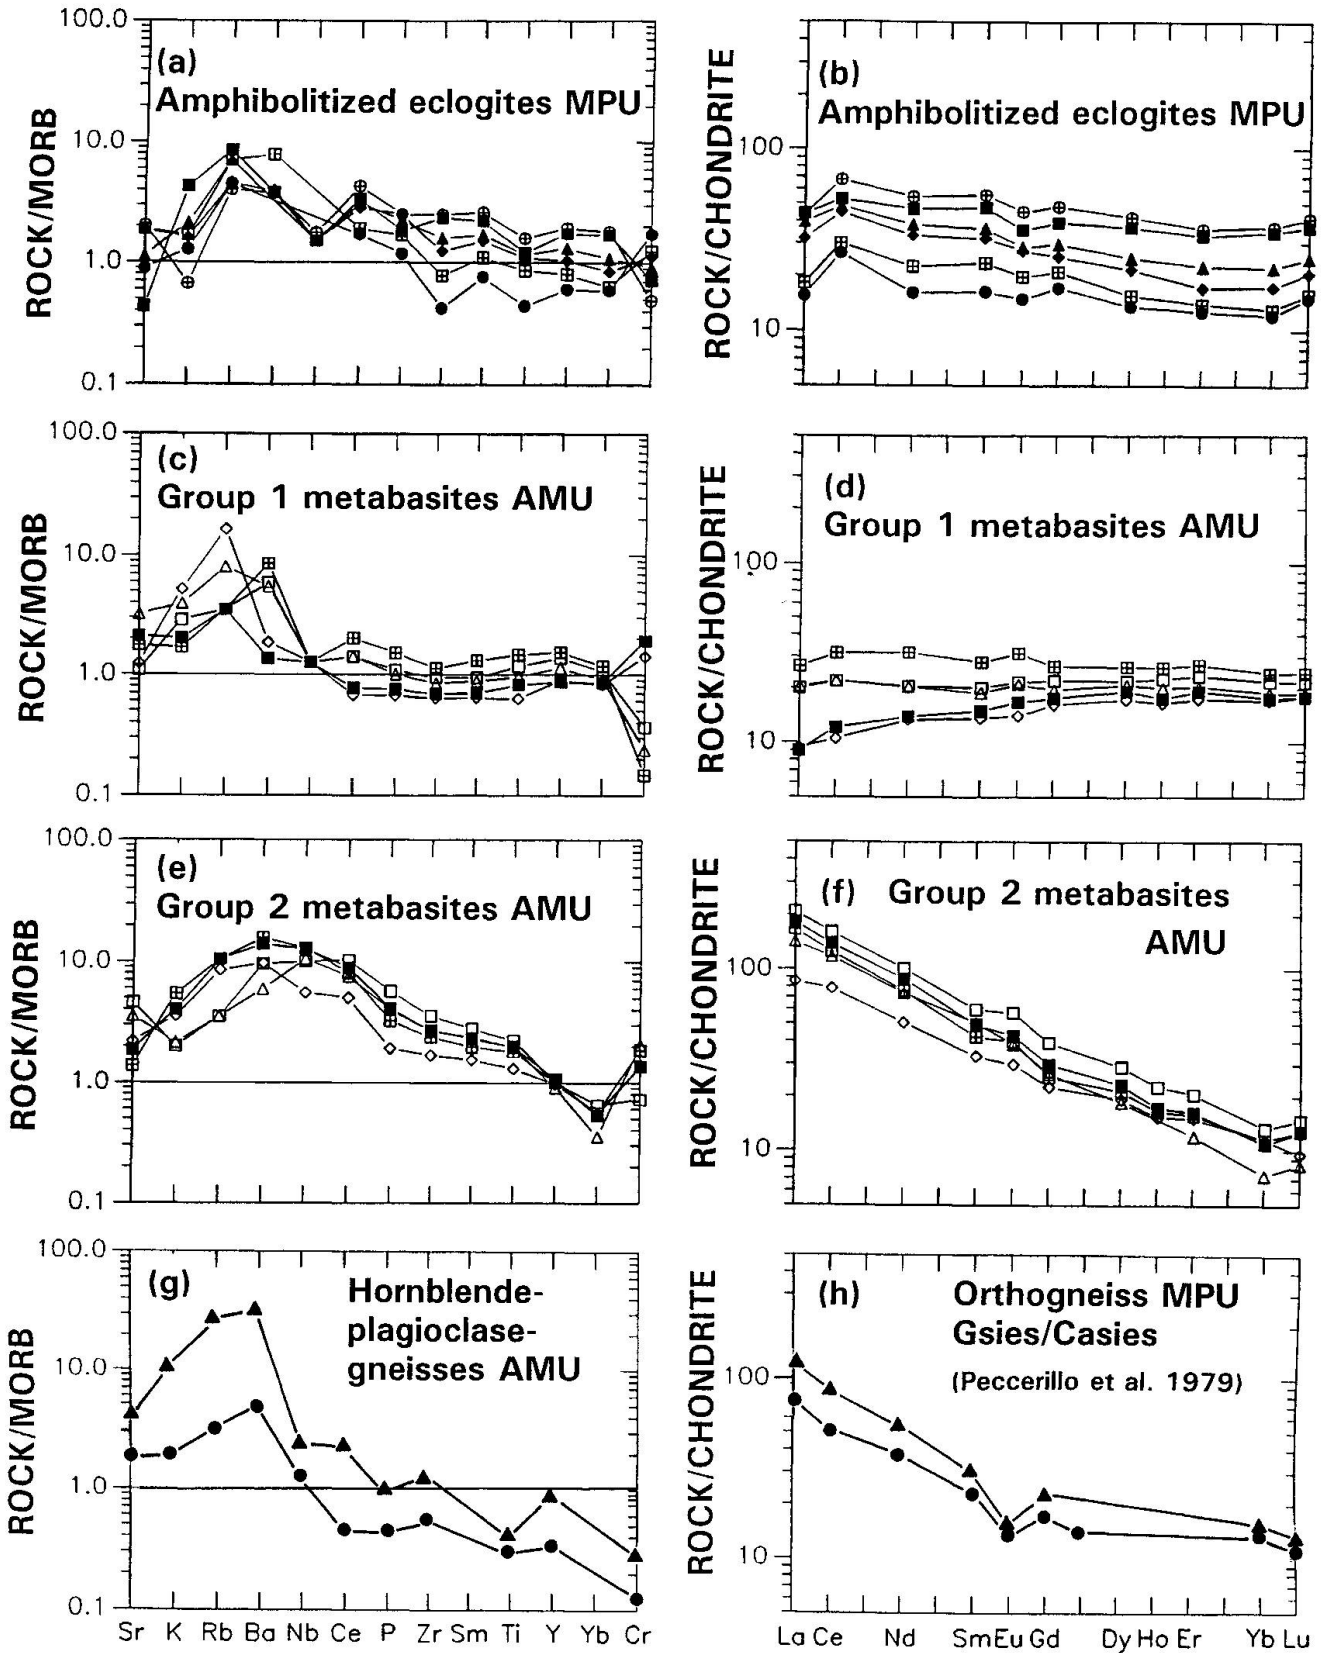 100.0
(a)
Amphibolitized eclogites MPU
10.0
1.0
0.1
ROCK/MORB
(b)
Amphibolitized eclogites MPU
100
10
ROCK/CHONDRITE
100.0
(c)
Group 1 metabasites AMU
10.0
1.0
0.1
ROCK/MORB
(d)
Group 1 metabasites AMU
100
10
ROCK/CHONDRITE
100.0
(e)
Group 2 metabasites AMU
10.0
1.0
0.1
ROCK/MORB
(f) Group 2 metabasites
AMU
100
10
ROCK/CHONDRITE
100.0
(g) Hornblende-
plagioclase-
gneisses AMU
10.0
1.0
0.1
ROCK/MORB
Sr K Rb Ba Nb Ce P Zr Sm Ti Y Yb Cr
(h) Orthogneiss MPU
Gsies/Casies
(Peccerillo et al. 1979)
100
10
ROCK/CHONDRITE
La Ce Nd Sm Eu Gd Dy Ho Er Yb Lu